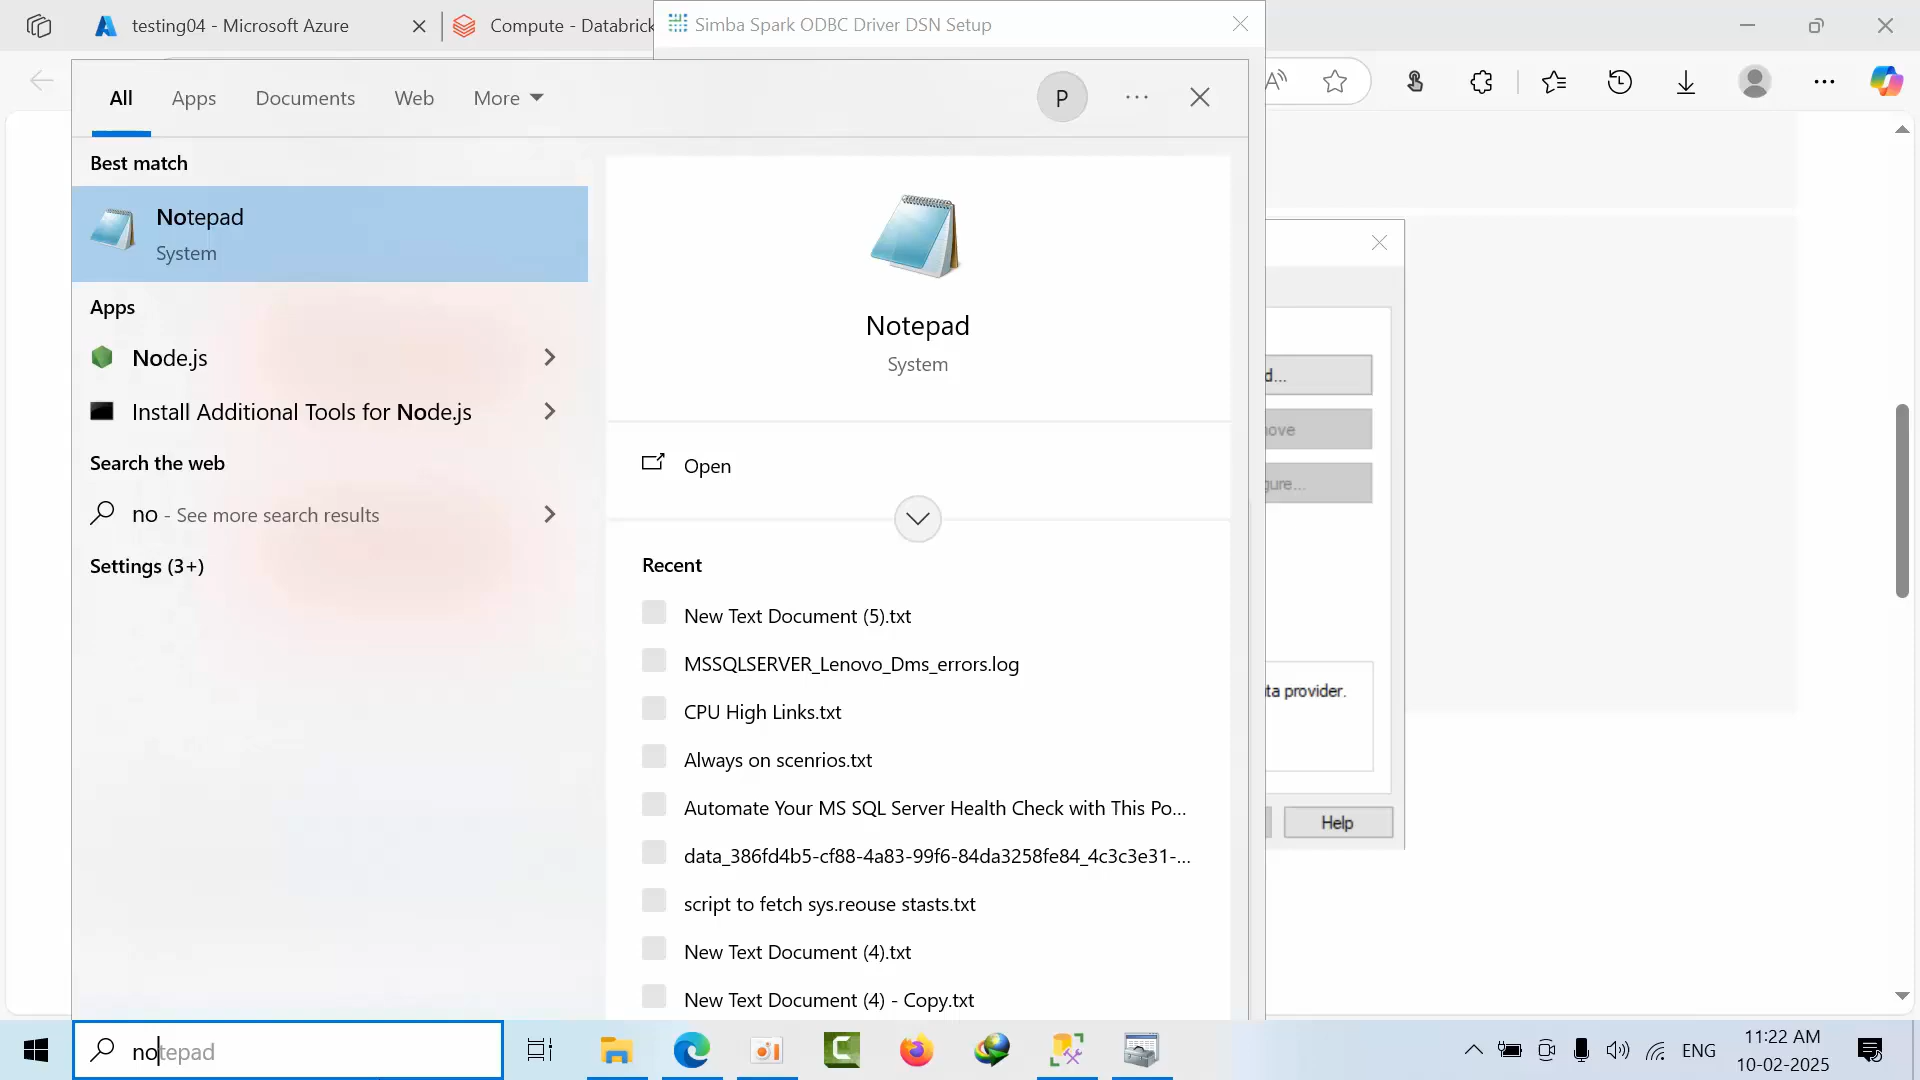 testing04 - Microsoft Azure
Compute - Databrick
Simba Spark ODBC Driver DSN Setup
All
Apps
Documents
Web
More
P
Best match
Notepad
System
Apps
Node.js
Install Additional Tools for Node.js
Search the web
no - See more search results
Settings (3+)
Notepad
System
Open
Recent
New Text Document (5).txt
MSSQLSERVER_Lenovo_Dms_errors.log
CPU High Links.txt
Always on scenrios.txt
Automate Your MS SQL Server Health Check with This Po...
data_386fd4b5-cf88-4a83-99f6-84da3258fe84_4c3c3e31-...
script to fetch sys.reouse stasts.txt
New Text Document (4).txt
New Text Document (4) - Copy.txt
d...
ove
gure...
ta provider.
Help
notepad
ENG
11:22 AM
10-02-2025